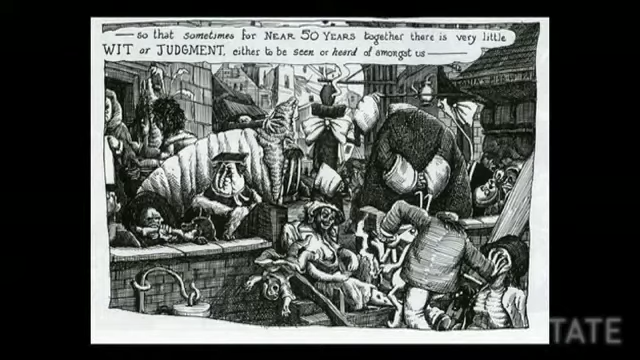 — so that sometimes for NEAR 50 YEARS together there is very little
WIT or JUDGMENT, either to be seen or heard of amongst us —
TATE